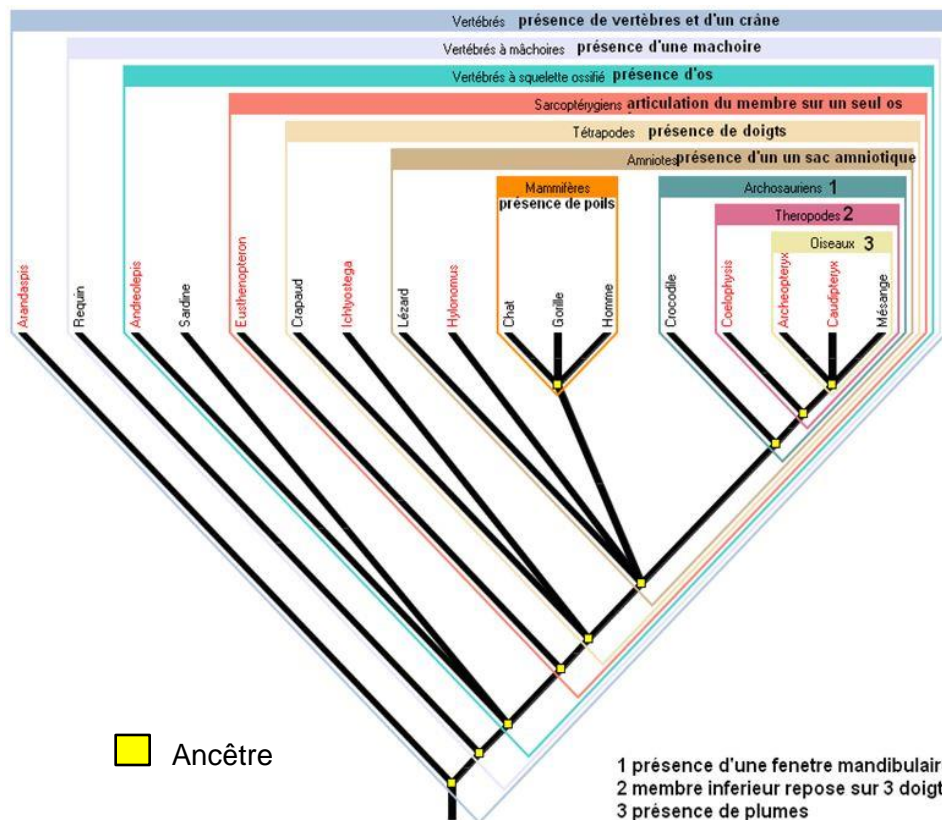 Vertébrés présence de vertèbres et d'un crâne
Vertébrés à mâchoires présence d'une machoire
Vertébrés à squelette ossifié présence d'os
Sarcoptérygiens articulation du membre sur un seul os
Tétrapodes présence de doigts
Amniotes présence d'un un sac amniotique
Mammifères
présence de poils
Archosauriens 1
Theropodes 2
Oiseaux 3
Arandaspis
Requin
Andreolepis
Sardine
Eusthenopteron
Crapaud
Ichtyostega
Lézard
Hylonomus
Chat
Gorille
Homme
Crocodile
Coelophysis
Archeopteryx
Caudipteryx
Mésange
Ancêtre
1 présence d'une fenetre mandibulair
2 membre inferieur repose sur 3 doigt
3 présence de plumes